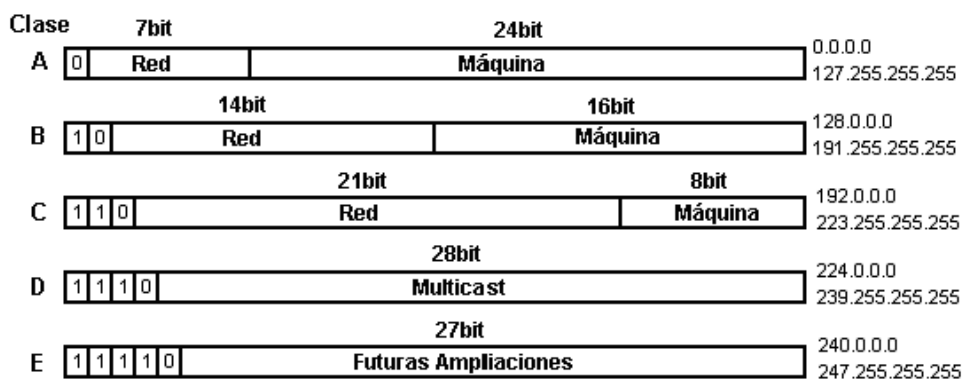 Clase 7bit 24bit
A 0 Red Máquina 0.0.0.0
127.255.255.255
14bit 16bit
B 1 0 Red Máquina 128.0.0.0
191.255.255.255
21bit 8bit
C 1 1 0 Red Máquina 192.0.0.0
223.255.255.255
28bit
D 1 1 1 0 Multicast 224.0.0.0
239.255.255.255
27bit
E 1 1 1 1 0 Futuras Ampliaciones 240.0.0.0
247.255.255.255